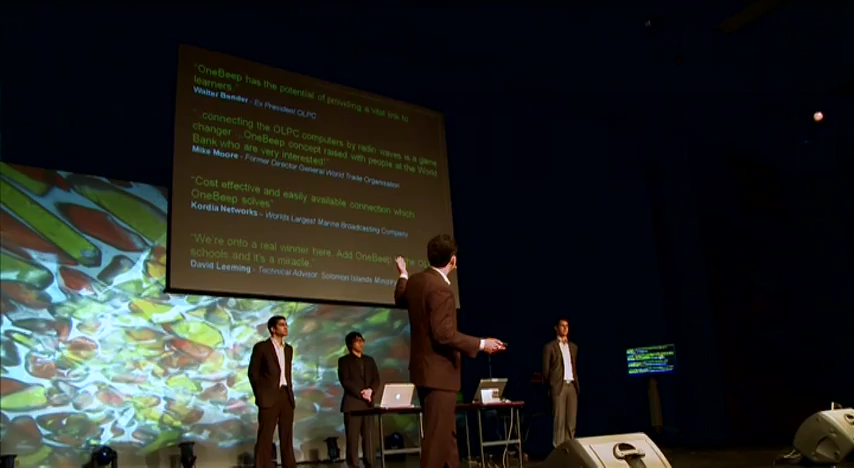 "OneBeep has the potential of providing a vital link to
learners."
Walter Bender - Ex President OLPC
"...connecting the OLPC computers by radio waves is a game
changer ...OneBeep concept raised with people at the World
Bank who are very interested!"
Mike Moore - Former Director General World Trade Organisation
"Cost effective and easily available connection which
OneBeep solves"
Kordia Networks - Worlds Largest Marine Broadcasting Company
"We're onto a real winner here. Add OneBeep
schools and it's a miracle."
David Leeming - Technical Advisor Solomon Islands